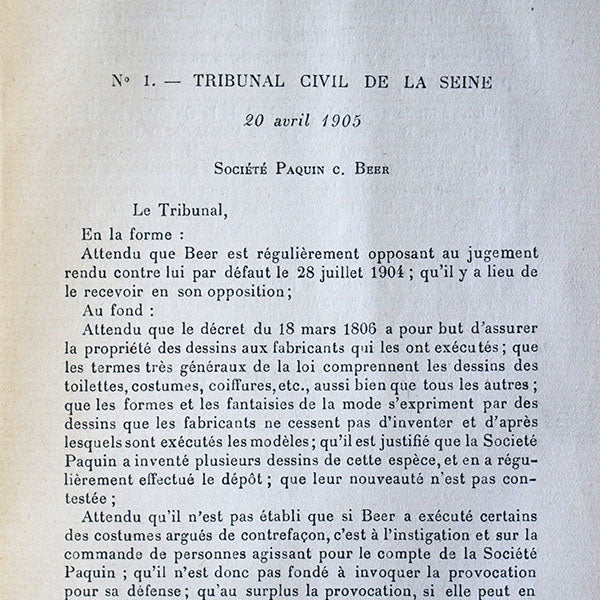 Nº 1. — TRIBUNAL CIVIL DE LA SEINE
20 avril 1905
Société Paquin c. Beer
Le Tribunal,
En la forme :
Attendu que Beer est régulièrement opposant au jugement
rendu contre lui par défaut le 28 juillet 1904 ; qu'il y a lieu de
le recevoir en son opposition ;
Au fond :
Attendu que le décret du 18 mars 1806 a pour but d'assurer
la propriété des dessins aux fabricants qui les ont exécutés ; que
les termes très généraux de la loi comprennent les dessins des
toilettes, costumes, coiffures, etc., aussi bien que tous les autres ;
que les formes et les fantaisies de la mode s'expriment par des
dessins que les fabricants ne cessent pas d'inventer et d'après
lesquels sont exécutés les modèles ; qu'il est justifié que la Societé
Paquin a inventé plusieurs dessins de cette espèce, et en a régu-
lièrement effectué le dépôt ; que leur nouveauté n'est pas con-
testée ;
Attendu qu'il n'est pas établi que si Beer a exécuté certains
des costumes argués de contrefaçon, c'est à l'instigation et sur la
commande de personnes agissant pour le compte de la Société
Paquin ; qu'il n'est donc pas fondé à invoquer la provocation
pour sa défense ; qu'au surplus la provocation, si elle peut en